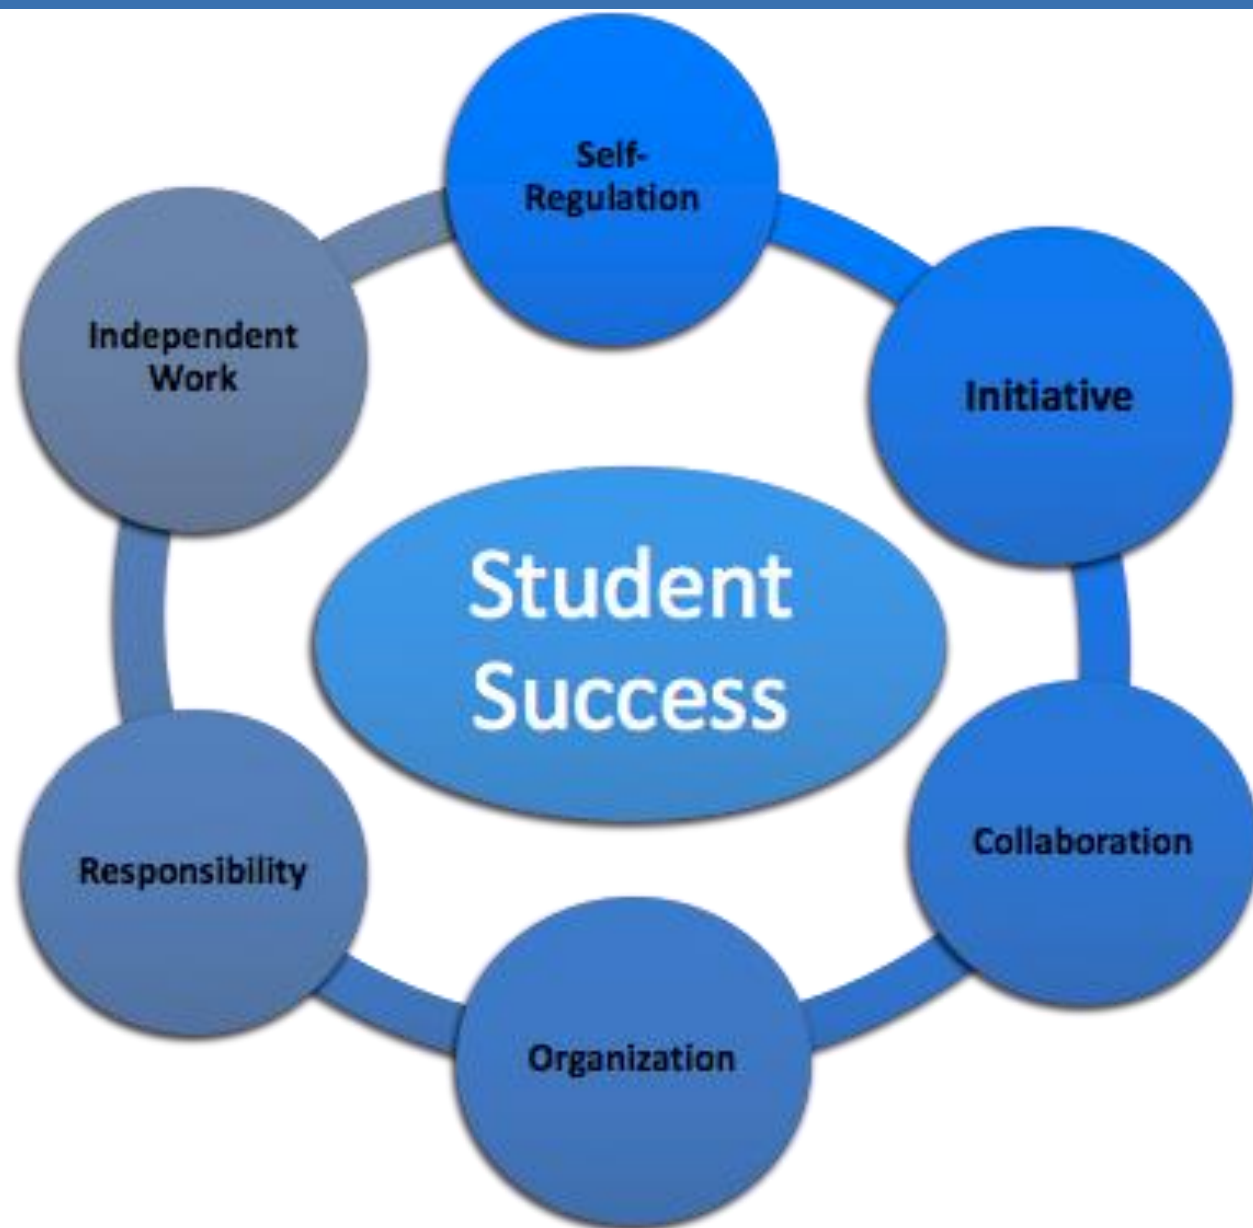 Self-
Regulation
Initiative
Collaboration
Organization
Responsibility
Independent
Work
Student
Success